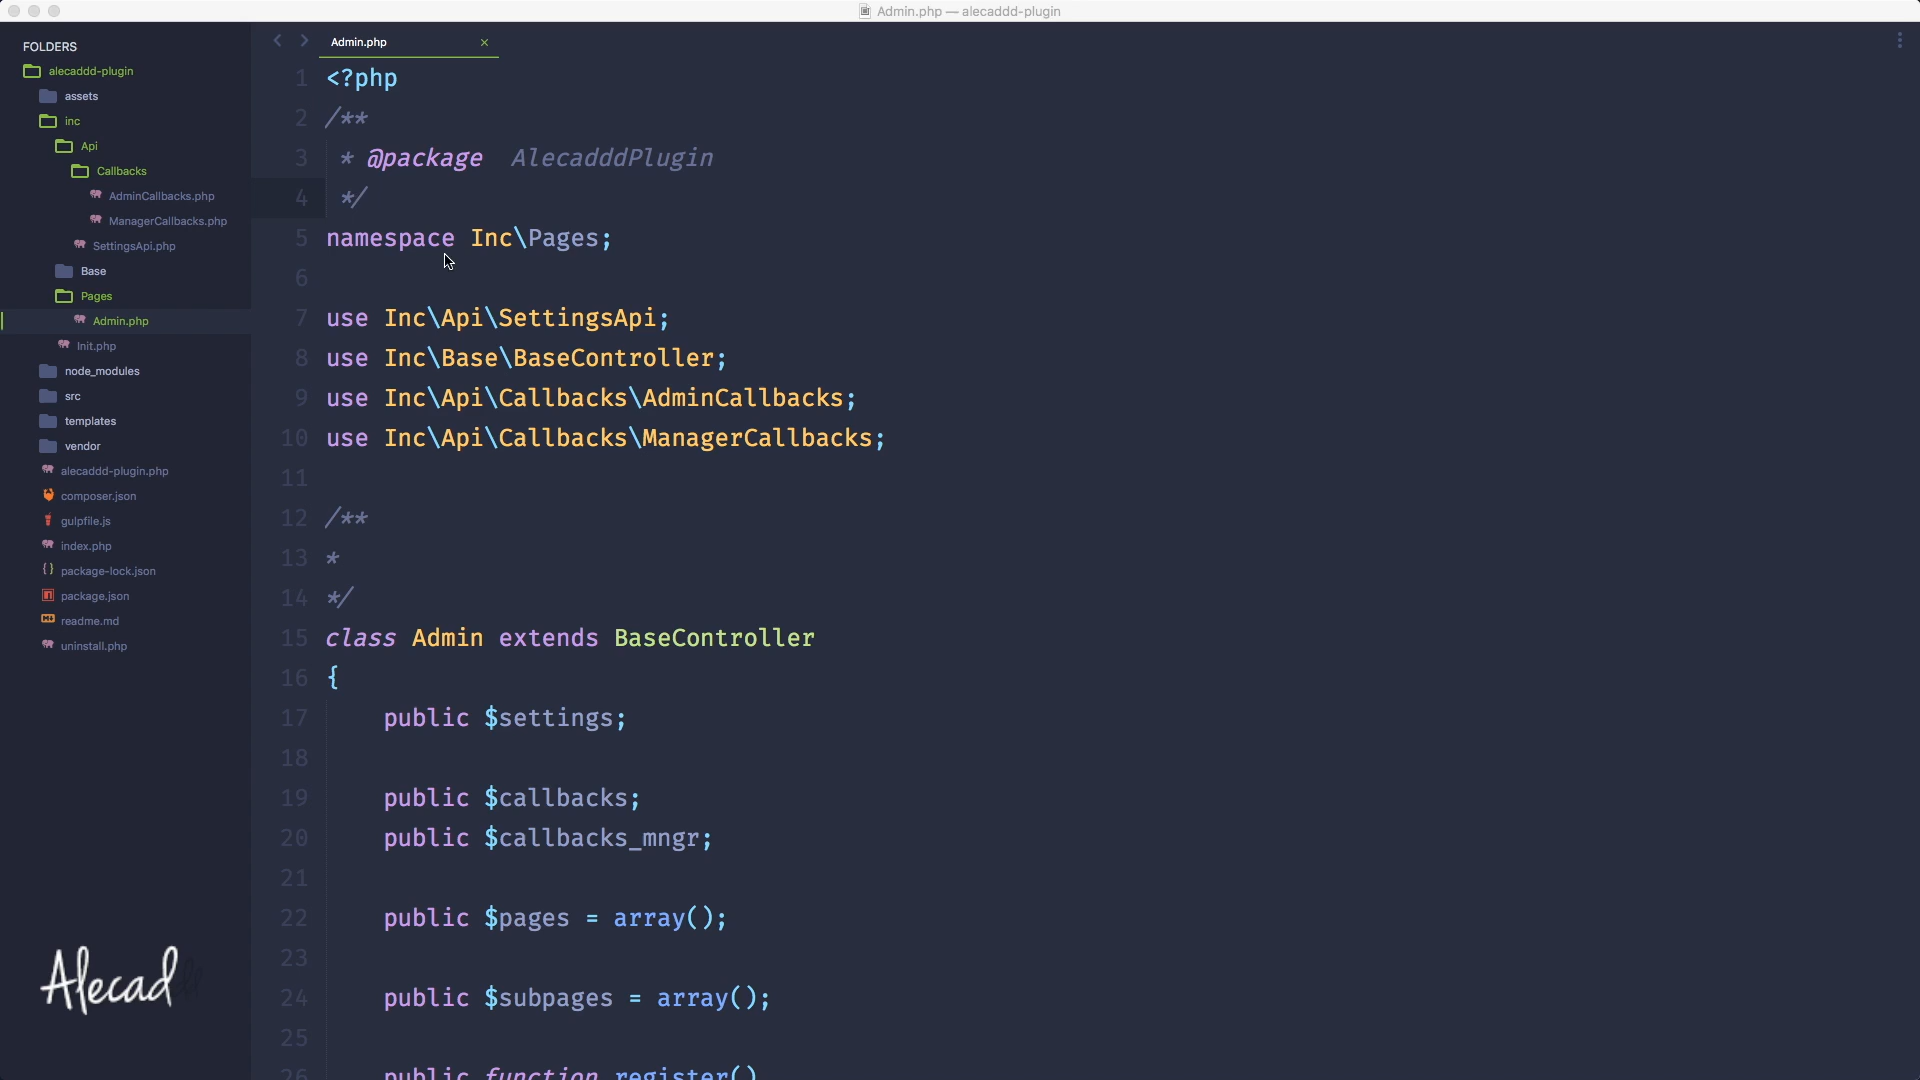 Admin.php — alecaddd-plugin
FOLDERS
alecaddd-plugin
assets
inc
Api
Callbacks
AdminCallbacks.php
ManagerCallbacks.php
SettingsApi.php
Base
Pages
Admin.php
Init.php
node_modules
src
templates
vendor
alecaddd-plugin.php
composer.json
gulpfile.js
index.php
package-lock.json
package.json
readme.md
uninstall.php
Alecad
Admin.php
1 <?php
2 /**
3 * @package  AlecadddPlugin
4 */
5 namespace Inc\Pages;
6
7 use Inc\Api\SettingsApi;
8 use Inc\Base\BaseController;
9 use Inc\Api\Callbacks\AdminCallbacks;
10 use Inc\Api\Callbacks\ManagerCallbacks;
11
12 /**
13 *
14 */
15 class Admin extends BaseController
16 {
17 public $settings;
18
19 public $callbacks;
20 public $callbacks_mngr;
21
22 public $pages = array();
23
24 public $subpages = array();
25
26 public function register()